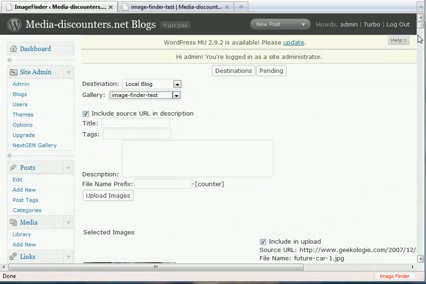 ImageFinder ‹ Media-discounters.n...
image-finder-test | Media-discount...
Media-discounters.net Blogs
Visit Site
New Post
Howdy, admin | Turbo | Log Out
Help
WordPress MU 2.9.2 is available! Please update.
Hi admin! You're logged in as a site administrator.
Dashboard
Site Admin
Admin
Blogs
Users
Themes
Options
Upgrade
NextGEN Gallery
Posts
Edit
Add New
Post Tags
Categories
Media
Library
Add New
Links
Destinations
Pending
Destination: Local Blog
Gallery: image-finder-test
Include source URL in description
Title:
Tags:
Description:
File Name Prefix: -[counter]
Upload Images
Selected Images
Include in upload
Source URL: http://www.geekologie.com/2007/12/
File Name: future-car-1.jpg
Done
Image Finder